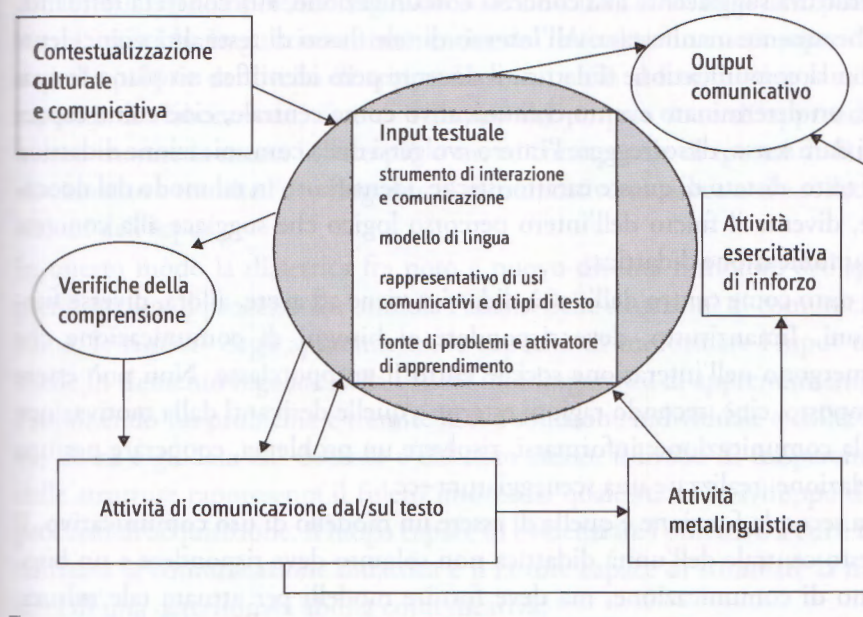 Contestualizzazione
culturale
e comunicativa
Output
comunicativo
Input testuale
strumento di interazione
e comunicazione
modello di lingua
rappresentativo di usi
comunicativi e di tipi di testo
fonte di problemi e attivatore
di apprendimento
Verifiche della
comprensione
Attività
esercitativa
di rinforzo
Attività di comunicazione dal/sul testo
Attività
metalinguistica